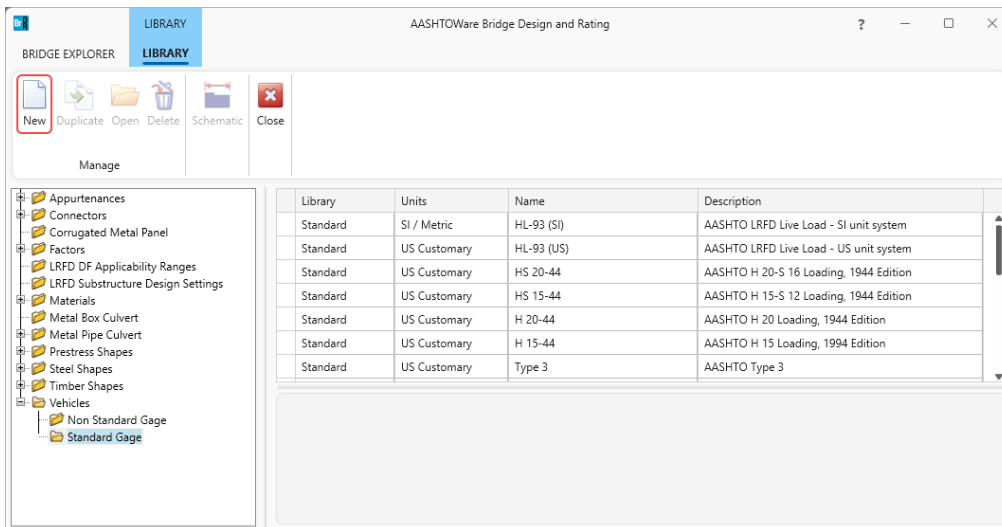 Br LIBRARY AASHTOWare Bridge Design and Rating ?
BRIDGE EXPLORER LIBRARY
New Duplicate Open Delete Schematic Close
Manage
Appurtenances
Connectors
Corrugated Metal Panel
Factors
LRFD DF Applicability Ranges
LRFD Substructure Design Settings
Materials
Metal Box Culvert
Metal Pipe Culvert
Prestress Shapes
Steel Shapes
Timber Shapes
Vehicles
Non Standard Gage
Standard Gage
Library Units Name Description
Standard SI / Metric HL-93 (SI) AASHTO LRFD Live Load - SI unit system
Standard US Customary HL-93 (US) AASHTO LRFD Live Load - US unit system
Standard US Customary HS 20-44 AASHTO H 20-S 16 Loading, 1944 Edition
Standard US Customary HS 15-44 AASHTO H 15-S 12 Loading, 1944 Edition
Standard US Customary H 20-44 AASHTO H 20 Loading, 1944 Edition
Standard US Customary H 15-44 AASHTO H 15 Loading, 1994 Edition
Standard US Customary Type 3 AASHTO Type 3